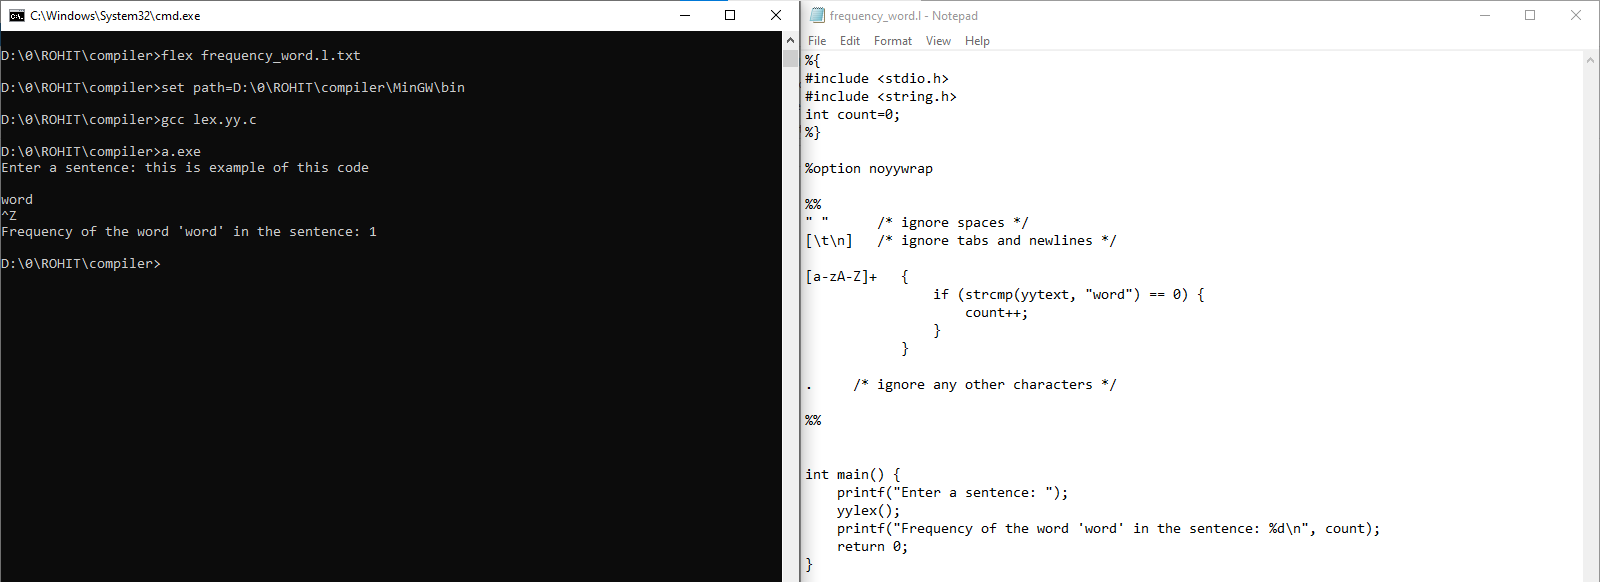 C:\Windows\System32\cmd.exe
D:\0\ROHIT\compiler>flex frequency_word.l.txt
D:\0\ROHIT\compiler>set path=D:\0\ROHIT\compiler\MinGW\bin
D:\0\ROHIT\compiler>gcc lex.yy.c
D:\0\ROHIT\compiler>a.exe
Enter a sentence: this is example of this code
word
^Z
Frequency of the word 'word' in the sentence: 1
D:\0\ROHIT\compiler>
frequency_word.l - Notepad
File Edit Format View Help
%{
#include <stdio.h>
#include <string.h>
int count=0;
%}
%option noyywrap
%%
" "      /* ignore spaces */
[\t\n]   /* ignore tabs and newlines */
[a-zA-Z]+   {
                if (strcmp(yytext, "word") == 0) {
                    count++;
                }
            }
.     /* ignore any other characters */
%%
int main() {
    printf("Enter a sentence: ");
    yylex();
    printf("Frequency of the word 'word' in the sentence: %d\n", count);
    return 0;
}